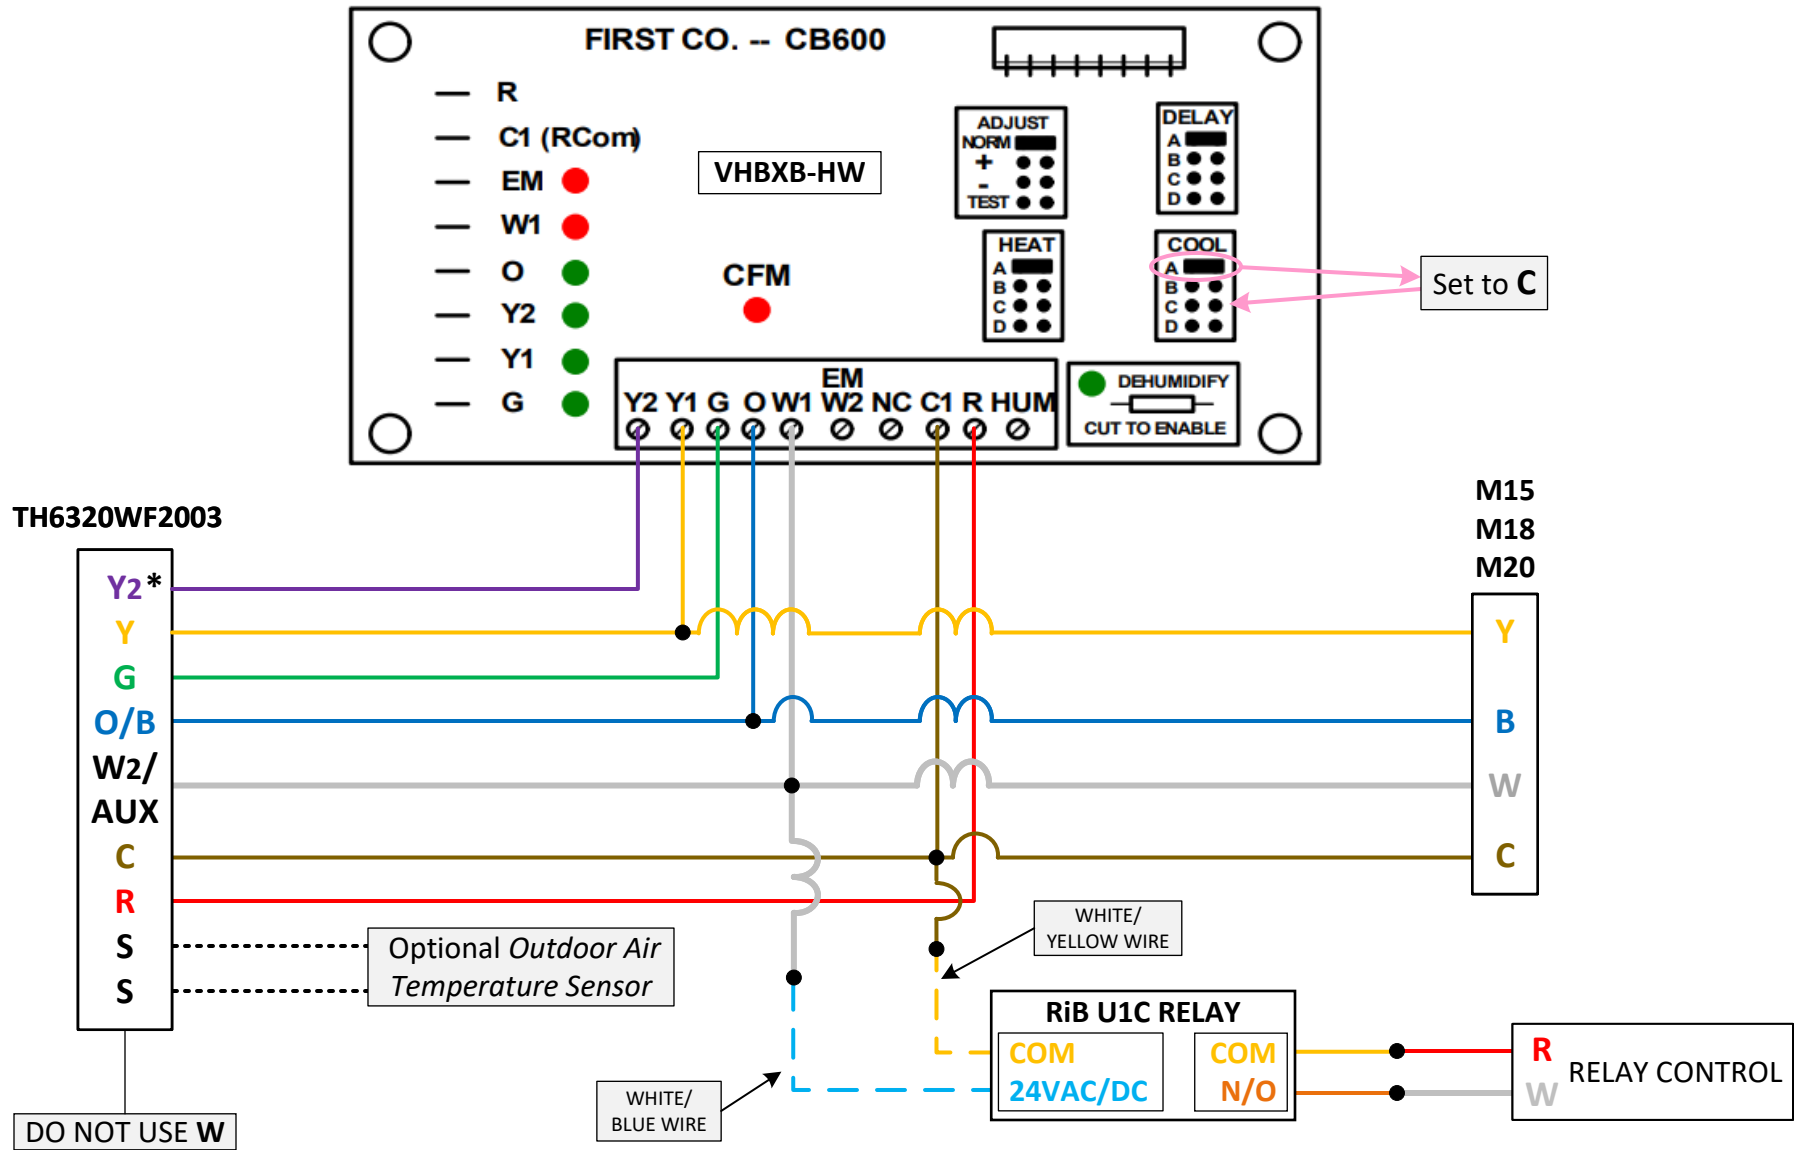 FIRST CO. -- CB600
R
C1 (RCom)
EM
W1
O
Y2
Y1
G
VHBXB-HW
CFM
ADJUST
NORM
+
-
TEST
DELAY
A
B
C
D
HEAT
A
B
C
D
COOL
A
B
C
D
Set to C
EM
Y2 Y1 G O W1 W2 NC C1 R HUM
DEHUMIDIFY
CUT TO ENABLE
TH6320WF2003
Y2*
Y
G
O/B
W2/
AUX
C
R
S
S
Optional Outdoor Air
Temperature Sensor
DO NOT USE W
M15
M18
M20
Y
B
W
C
WHITE/
YELLOW WIRE
WHITE/
BLUE WIRE
RiB U1C RELAY
COM COM
24VAC/DC N/O
R
W
RELAY CONTROL